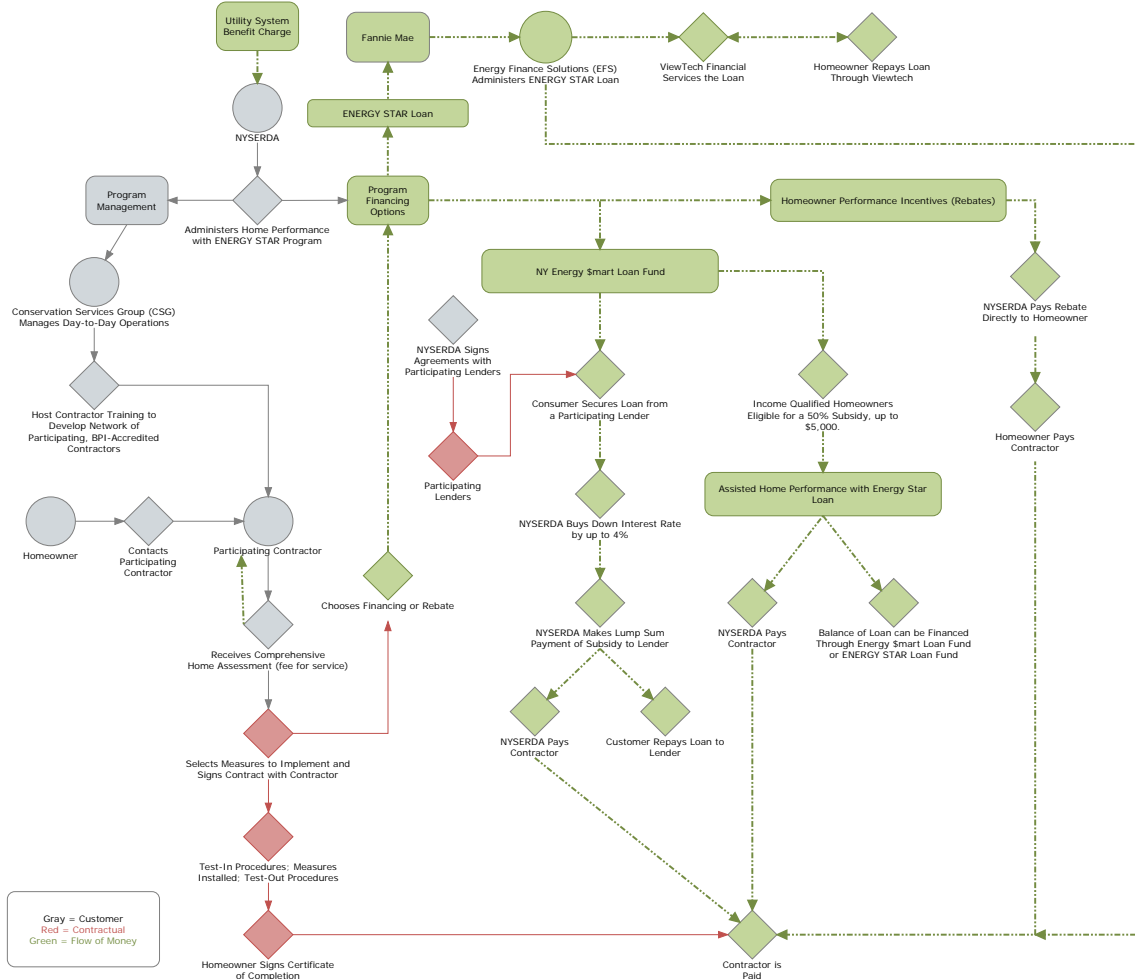 Utility System
Benefit Charge
Fannie Mae
Energy Finance Solutions (EFS)
Administers ENERGY STAR Loan
ViewTech Financial
Services the Loan
Homeowner Repays Loan
Through Viewtech
ENERGY STAR Loan
NYSERDA
Program
Management
Administers Home Performance
with ENERGY STAR Program
Program
Financing
Options
Homeowner Performance Incentives (Rebates)
NY Energy $mart Loan Fund
Conservation Services Group (CSG)
Manages Day-to-Day Operations
NYSERDA Pays Rebate
Directly to Homeowner
NYSERDA Signs
Agreements with
Participating Lenders
Consumer Secures Loan from
a Participating Lender
Income Qualified Homeowners
Eligible for a 50% Subsidy, up to
$5,000.
Host Contractor Training to
Develop Network of
Participating, BPI-Accredited
Contractors
Homeowner Pays
Contractor
Participating
Lenders
Assisted Home Performance with Energy Star
Loan
NYSERDA Buys Down Interest Rate
by up to 4%
Homeowner
Contacts
Participating
Contractor
Participating Contractor
Chooses Financing or Rebate
NYSERDA Makes Lump Sum
Payment of Subsidy to Lender
NYSERDA Pays
Contractor
Balance of Loan can be Financed
Through Energy $mart Loan Fund
or ENERGY STAR Loan Fund
Receives Comprehensive
Home Assessment (fee for service)
NYSERDA Pays
Contractor
Customer Repays Loan to
Lender
Selects Measures to Implement and
Signs Contract with Contractor
Test-In Procedures; Measures
Installed; Test-Out Procedures
Gray = Customer
Red = Contractual
Green = Flow of Money
Homeowner Signs Certificate
of Completion
Contractor is
Paid